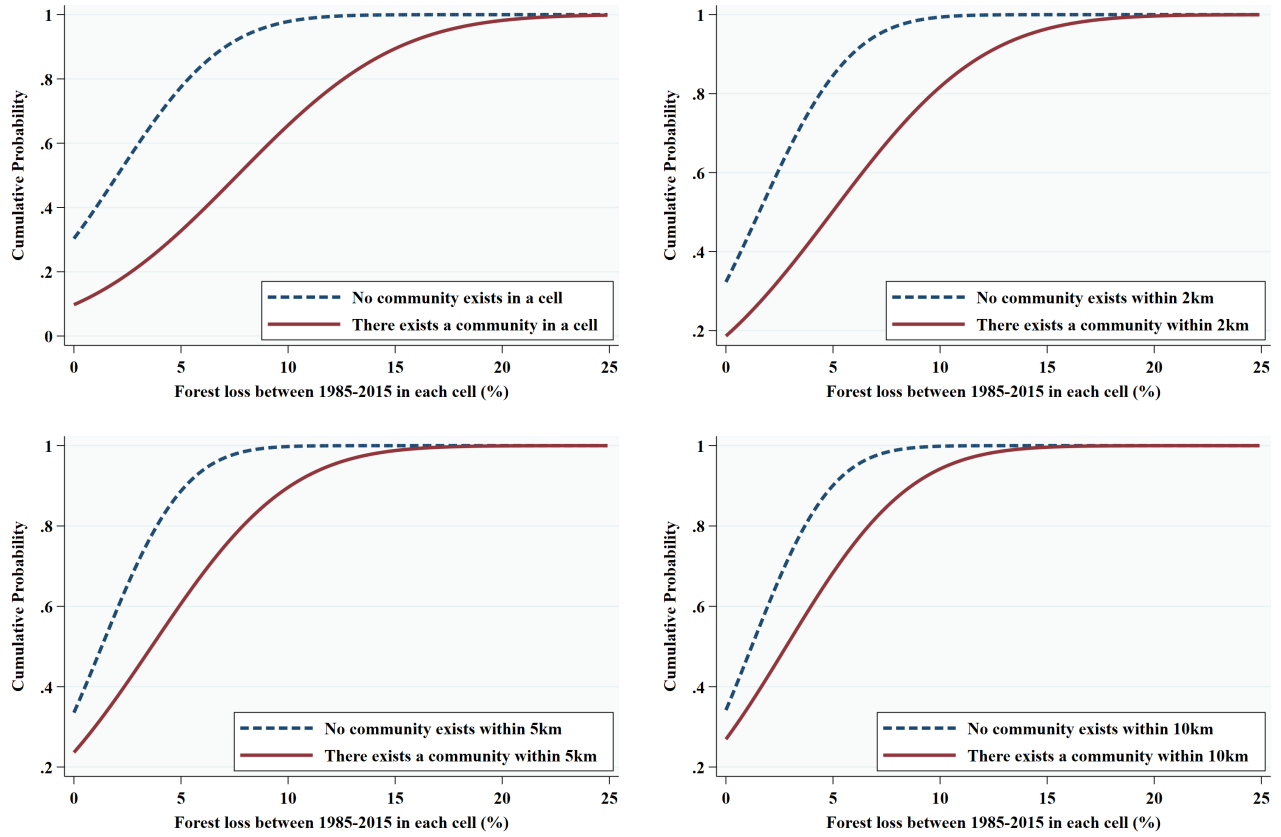 Cumulative Probability
1
.8
.6
.4
.2
0
No community exists in a cell
There exists a community in a cell
0 5 10 15 20 25
Forest loss between 1985-2015 in each cell (%)
Cumulative Probability
1
.8
.6
.4
.2
No community exists within 2km
There exists a community within 2km
0 5 10 15 20 25
Forest loss between 1985-2015 in each cell (%)
Cumulative Probability
1
.8
.6
.4
.2
No community exists within 5km
There exists a community within 5km
0 5 10 15 20 25
Forest loss between 1985-2015 in each cell (%)
Cumulative Probability
1
.8
.6
.4
.2
No community exists within 10km
There exists a community within 10km
0 5 10 15 20 25
Forest loss between 1985-2015 in each cell (%)